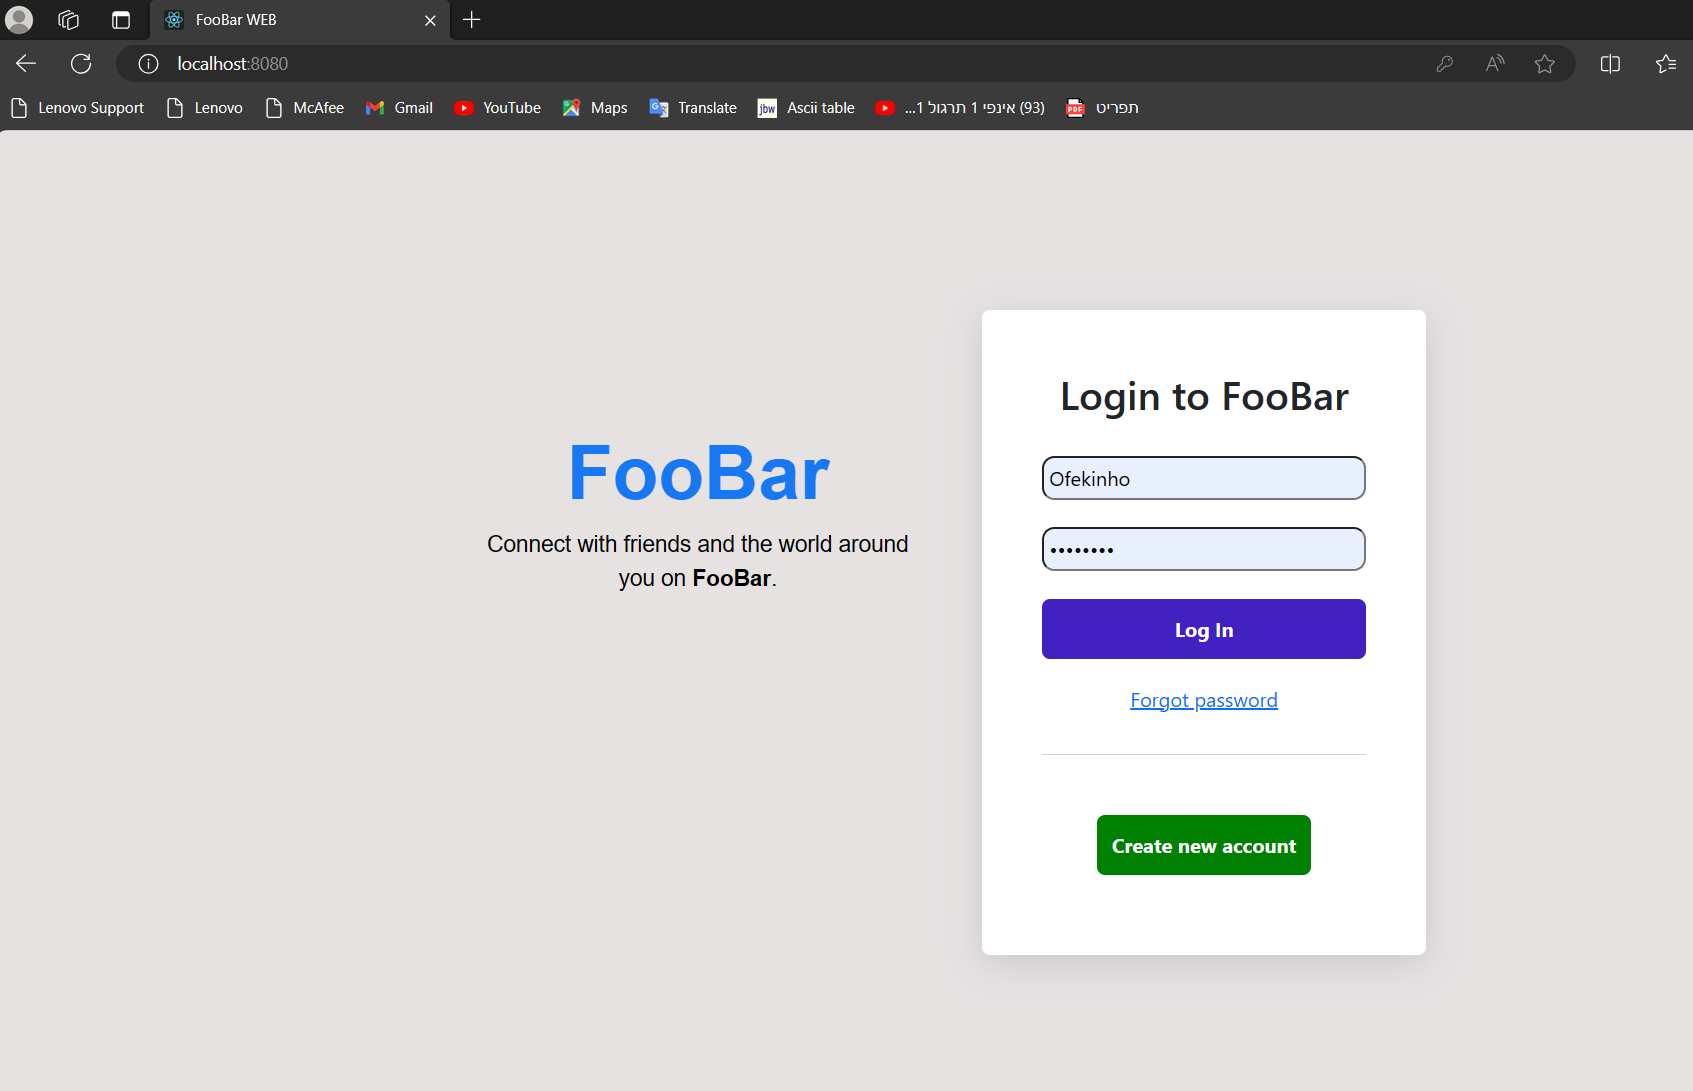 FooBar WEB
localhost:8080
Lenovo Support
Lenovo
McAfee
Gmail
YouTube
Maps
Translate
jbw
Ascii table
(93) אינפי 1 תרגול 1...
PDF
תפריט
Login to FooBar
FooBar
Connect with friends and the world around
you on FooBar.
Ofekinho
••••••••
Log In
Forgot password
Create new account